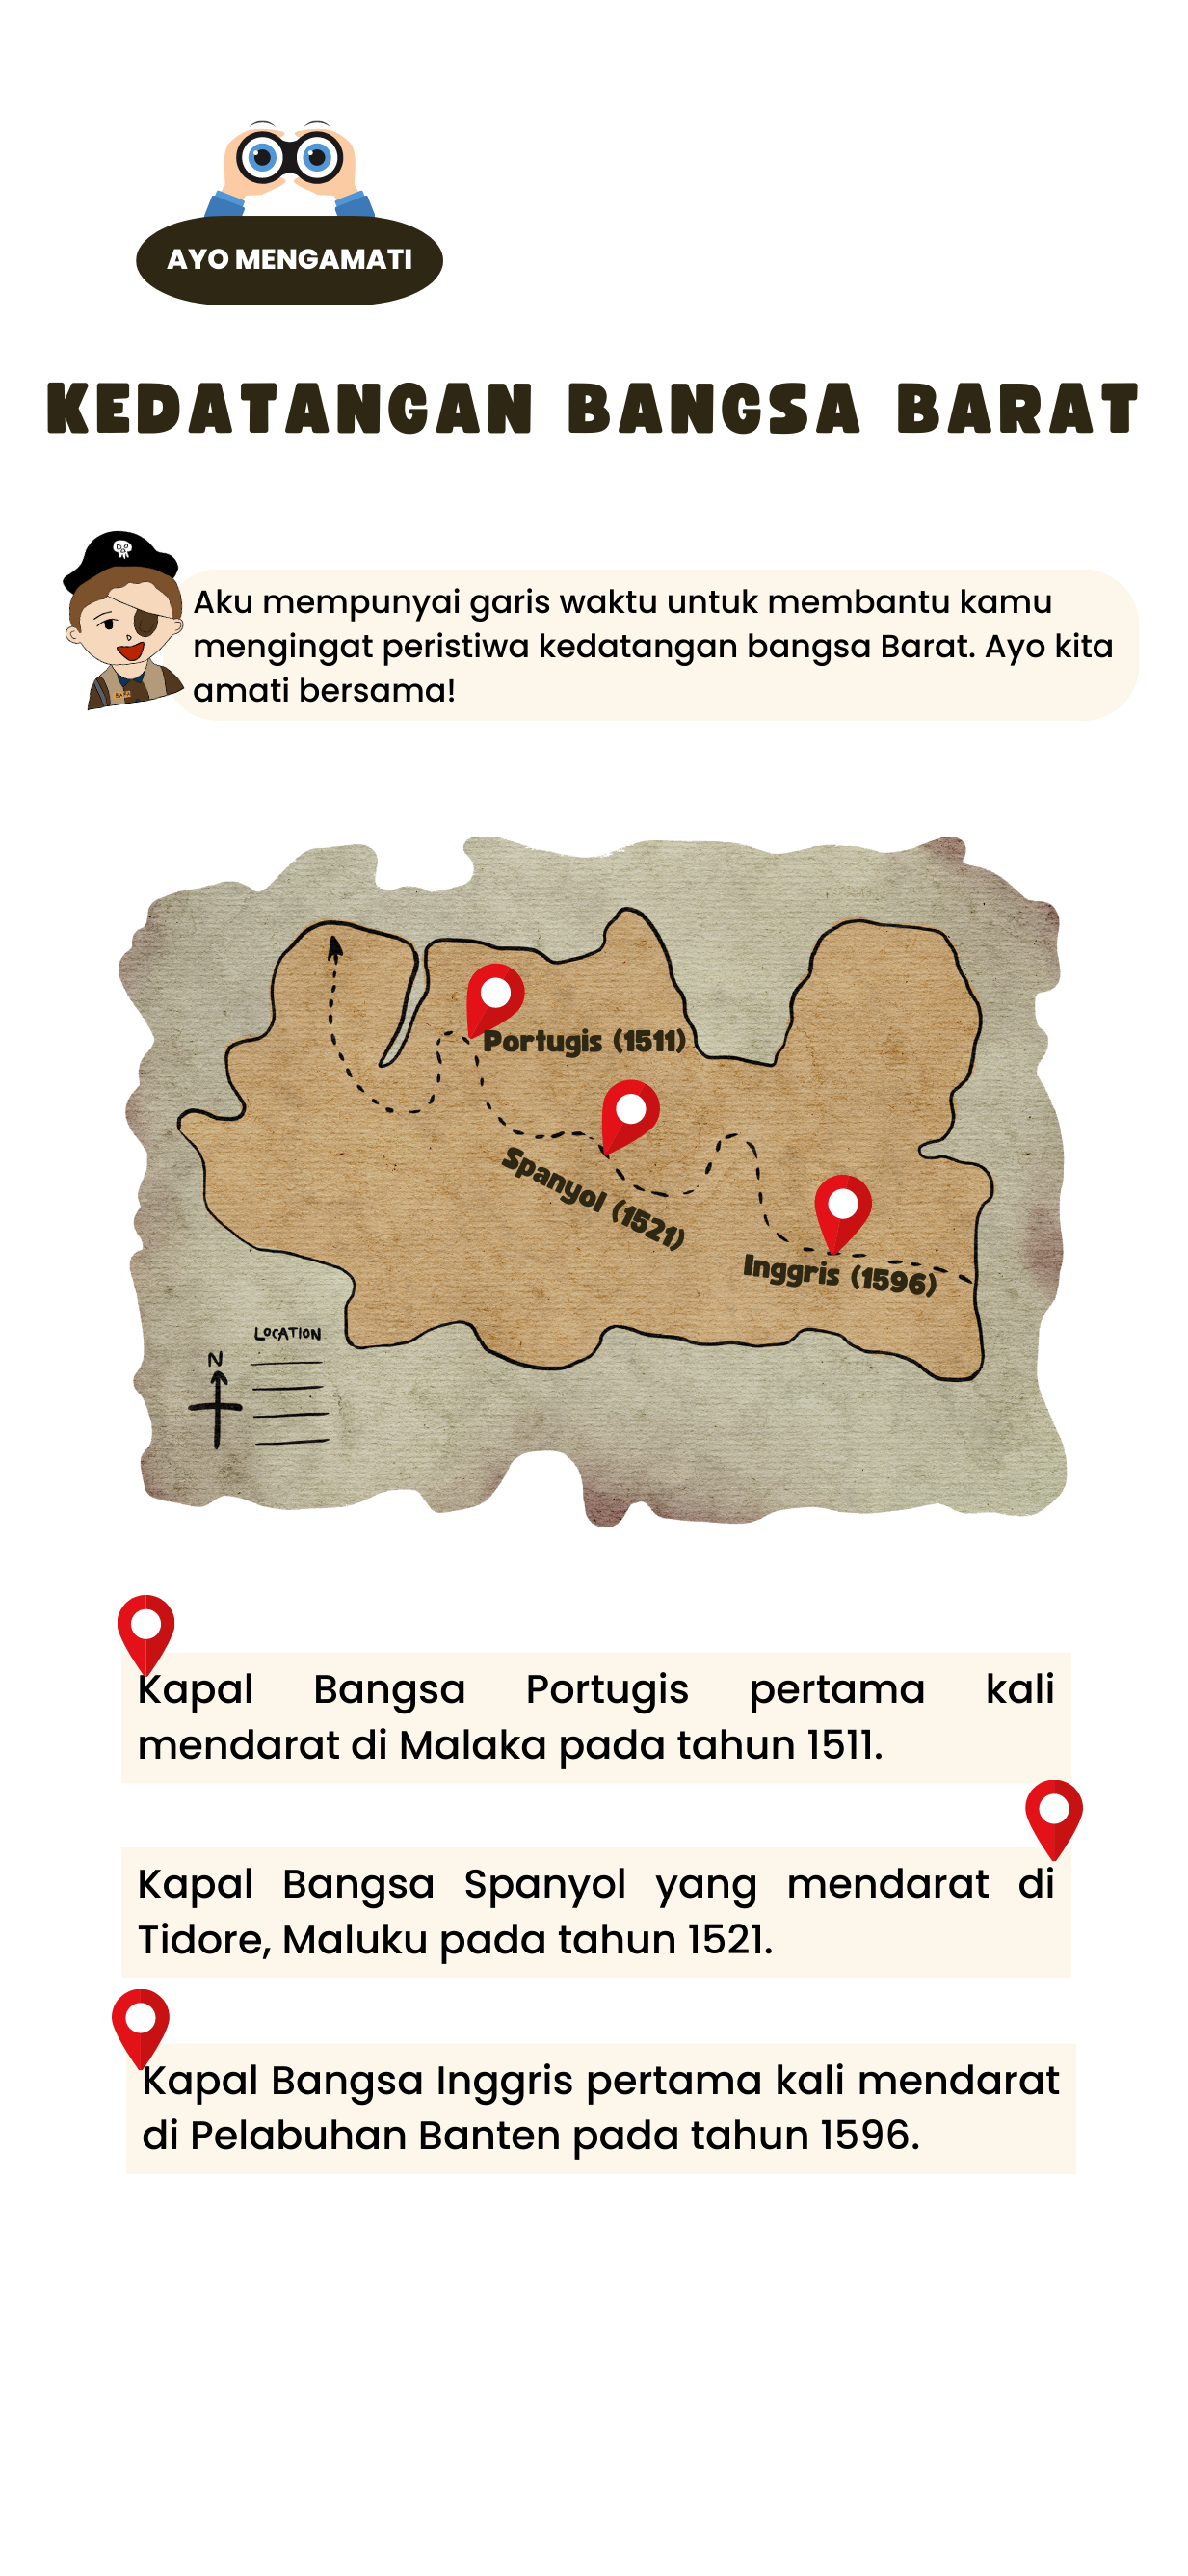 AYO MENGAMATI
KEDATANGAN BANGSA BARAT
Aku mempunyai garis waktu untuk membantu kamu
mengingat peristiwa kedatangan bangsa Barat. Ayo kita
amati bersama!
Portugis (1511)
Spanyol (1521)
Inggris (1596)
LOCATION
N
Kapal Bangsa Portugis pertama kali
mendarat di Malaka pada tahun 1511.
Kapal Bangsa Spanyol yang mendarat di
Tidore, Maluku pada tahun 1521.
Kapal Bangsa Inggris pertama kali mendarat
di Pelabuhan Banten pada tahun 1596.